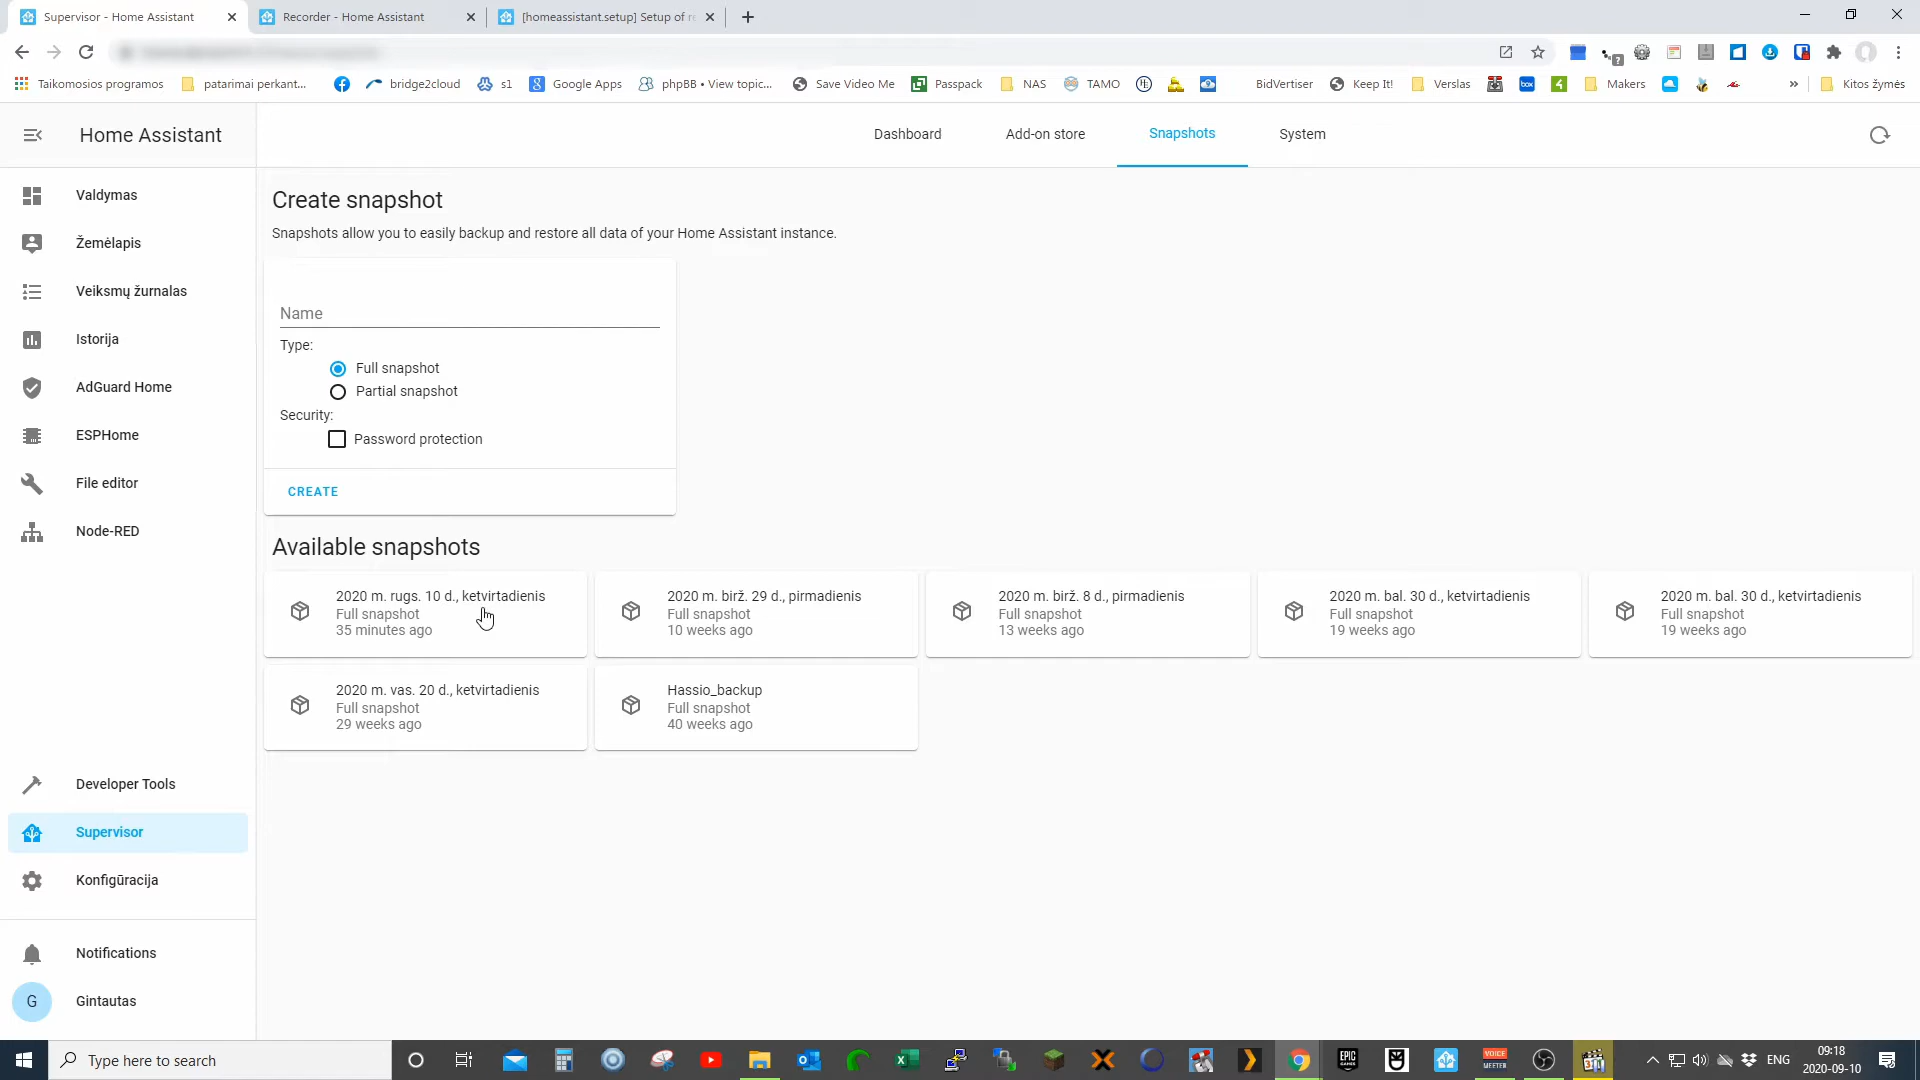 Supervisor - Home Assistant
Recorder - Home Assistant
[homeassistant.setup] Setup of re
Taikomosios programos
patarimai perkant...
bridge2cloud
s1
Google Apps
phpBB • View topic...
Save Video Me
Passpack
NAS
TAMO
BidVertiser
Keep It!
Verslas
box
4
Makers
»
Kitos žymės
Home Assistant
Dashboard
Add-on store
Snapshots
System
Valdymas
Žemėlapis
Veiksmų žurnalas
Istorija
AdGuard Home
ESPHome
File editor
Node-RED
Developer Tools
Supervisor
Konfigūracija
Notifications
G
Gintautas
Create snapshot
Snapshots allow you to easily backup and restore all data of your Home Assistant instance.
Name
Type:
Full snapshot
Partial snapshot
Security:
Password protection
CREATE
Available snapshots
2020 m. rugs. 10 d., ketvirtadienis
Full snapshot
35 minutes ago
2020 m. birž. 29 d., pirmadienis
Full snapshot
10 weeks ago
2020 m. birž. 8 d., pirmadienis
Full snapshot
13 weeks ago
2020 m. bal. 30 d., ketvirtadienis
Full snapshot
19 weeks ago
2020 m. bal. 30 d., ketvirtadienis
Full snapshot
19 weeks ago
2020 m. vas. 20 d., ketvirtadienis
Full snapshot
29 weeks ago
Hassio_backup
Full snapshot
40 weeks ago
Type here to search
EPIC
GAMES
VOICE
MEETER
ENG
09:18
2020-09-10